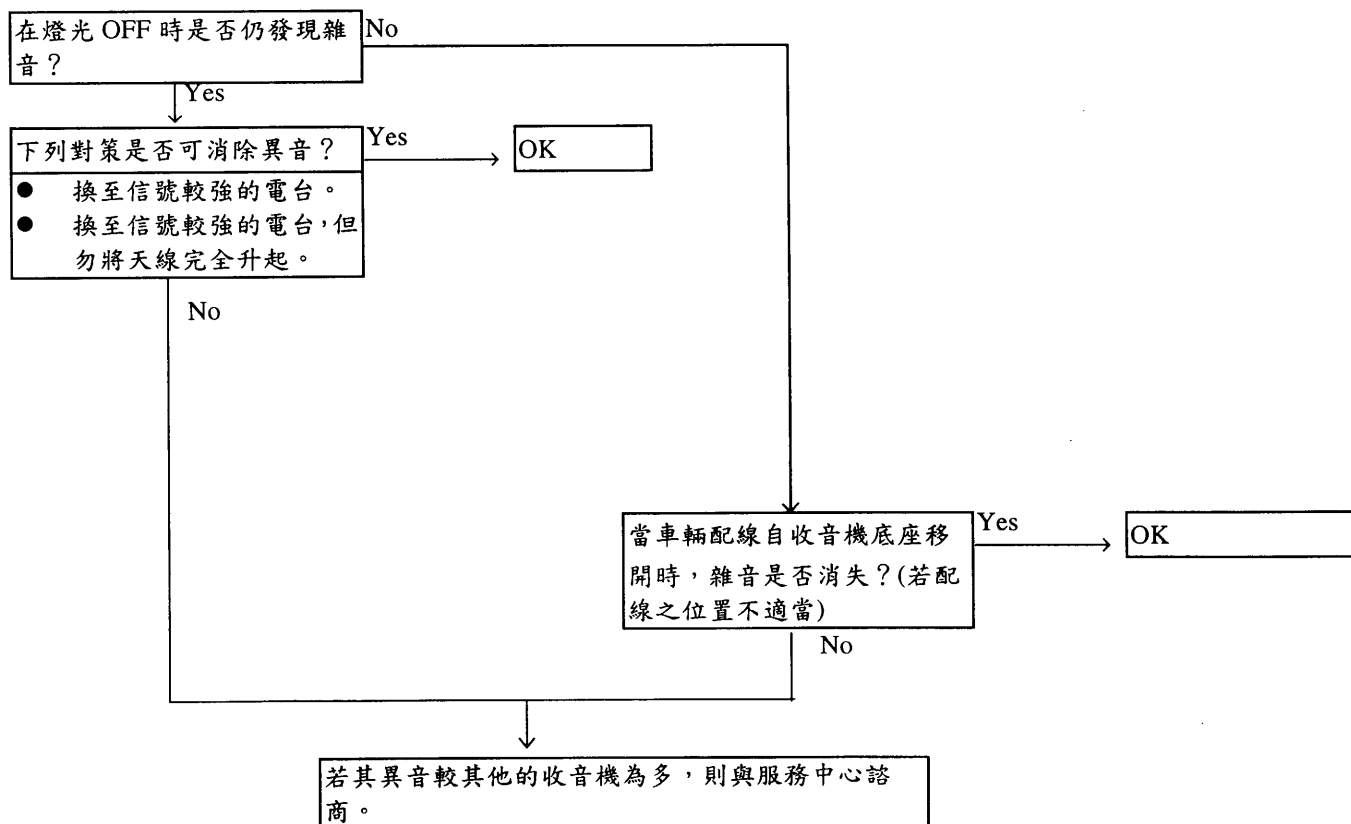 在燈光 OFF 時是否仍發現雜
音？
No
Yes
下列對策是否可消除異音？
Yes
OK
● 換至信號較強的電台。
● 換至信號較強的電台，但
勿將天線完全升起。
No
當車輛配線自收音機底座移
開時，雜音是否消失？(若配
線之位置不適當)
Yes
OK
No
若其異音較其他的收音機為多，則與服務中心諮
商。